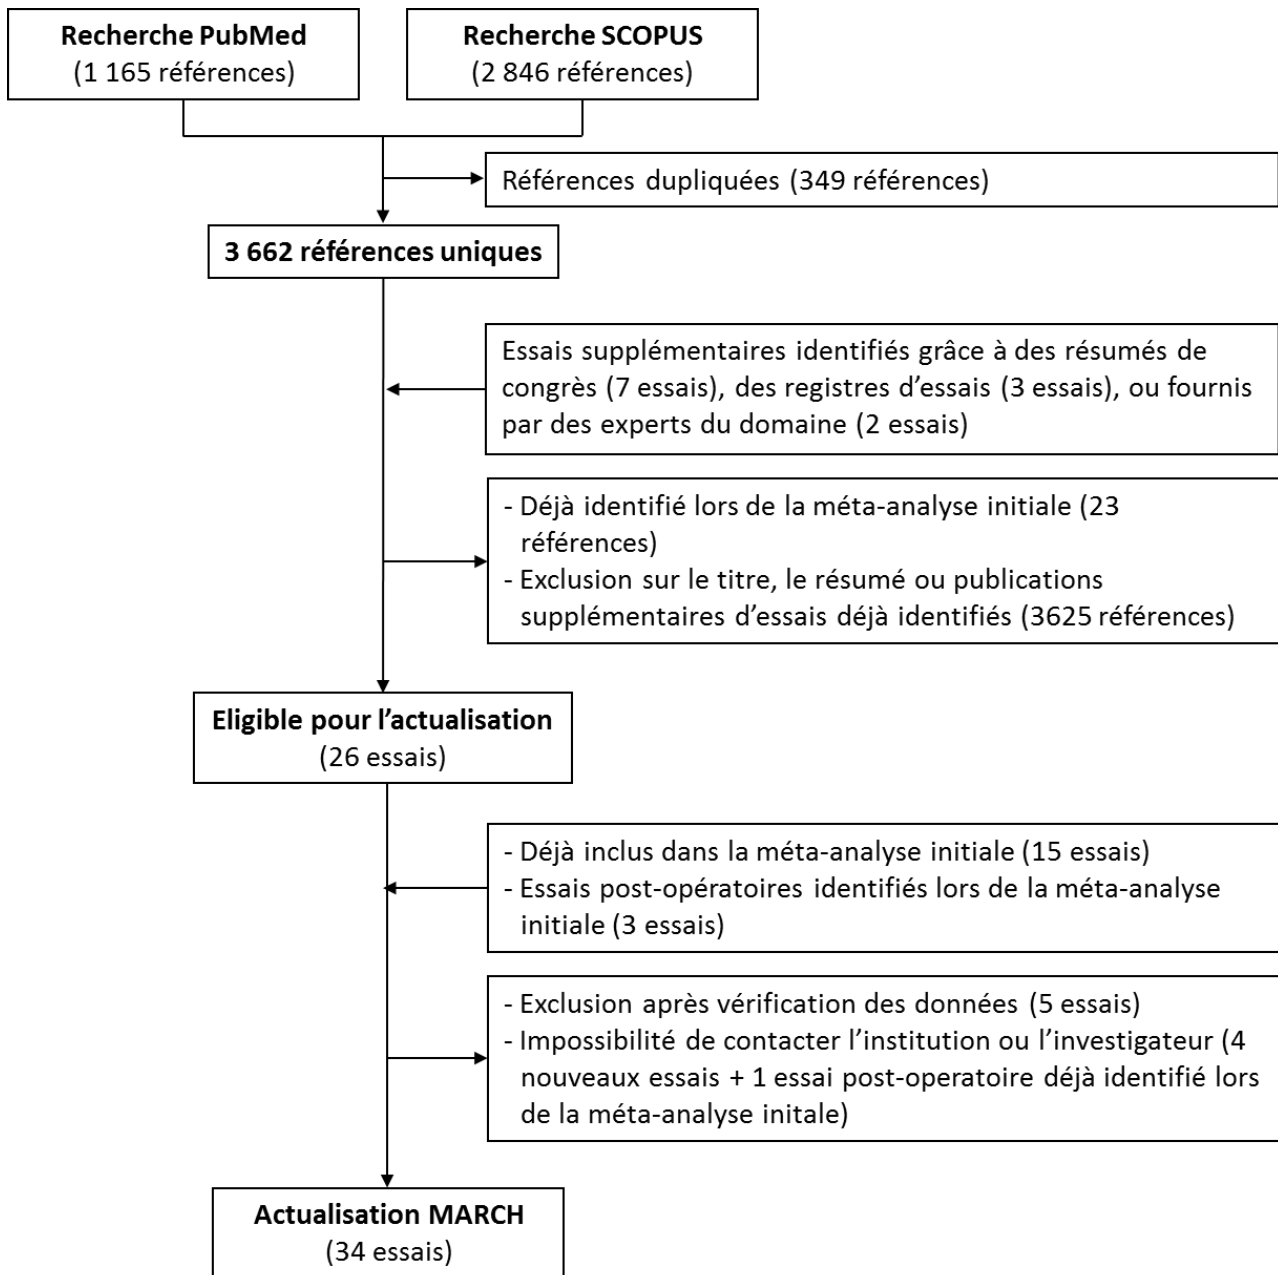 Recherche PubMed
(1 165 références)
Recherche SCOPUS
(2 846 références)
Références dupliquées (349 références)
3 662 références uniques
Essais supplémentaires identifiés grâce à des résumés de
congrès (7 essais), des registres d’essais (3 essais), ou fournis
par des experts du domaine (2 essais)
- Déjà identifié lors de la méta-analyse initiale (23
références)
- Exclusion sur le titre, le résumé ou publications
supplémentaires d’essais déjà identifiés (3625 références)
Eligible pour l’actualisation
(26 essais)
- Déjà inclus dans la méta-analyse initiale (15 essais)
- Essais post-opératoires identifiés lors de la méta-analyse
initiale (3 essais)
- Exclusion après vérification des données (5 essais)
- Impossibilité de contacter l’institution ou l’investigateur (4
nouveaux essais + 1 essai post-operatoire déjà identifié lors
de la méta-analyse initale)
Actualisation MARCH
(34 essais)